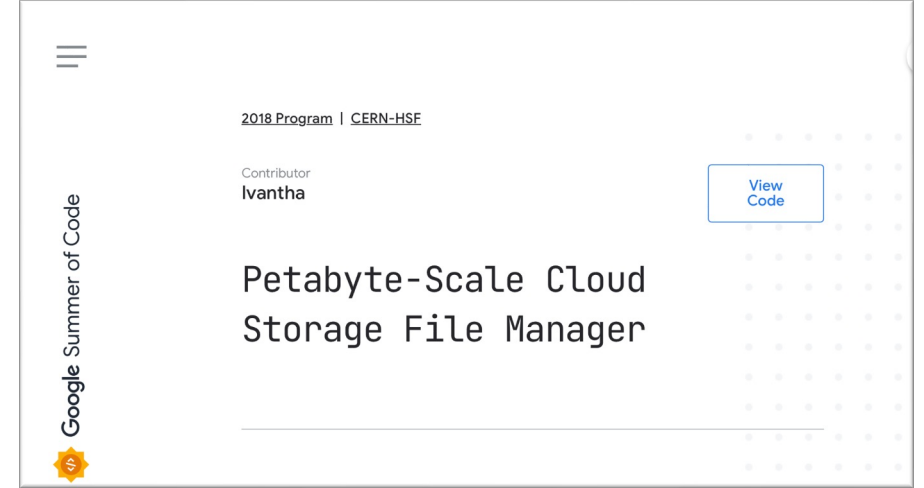 2018 Program | CERN-HSF
Contributor
Ivantha
View
Code
Petabyte-Scale Cloud
Storage File Manager
Google Summer of Code